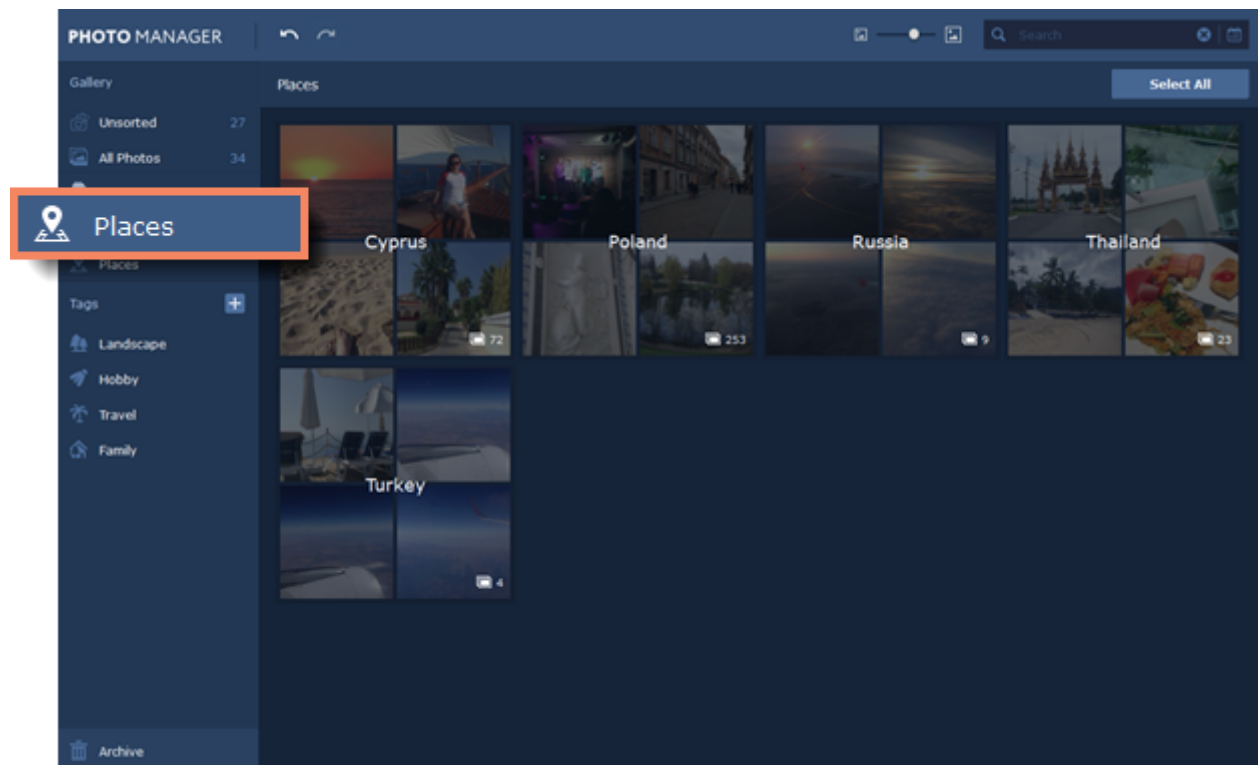 PHOTO MANAGER
Search
Gallery
Places
Select All
Unsorted 27
All Photos 34
Places
Places
Tags
Landscape
Hobby
Travel
Family
Archive
Cyprus
72
Poland
253
Russia
9
Thailand
23
Turkey
4